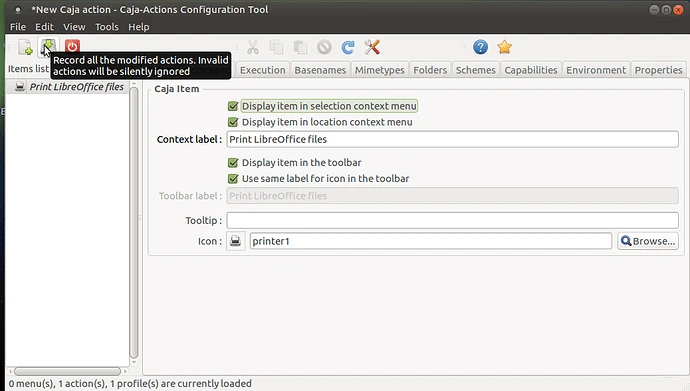 *New Caja action - Caja-Actions Configuration Tool
File Edit View Tools Help
Record all the modified actions. Invalid
actions will be silently ignored
Items list
Execution Basenames Mimetypes Folders Schemes Capabilities Environment Properties
Print LibreOffice files
Caja Item
Display item in selection context menu
Display item in location context menu
Context label : Print LibreOffice files
Display item in the toolbar
Use same label for icon in the toolbar
Toolbar label : Print LibreOffice files
Tooltip :
Icon : printer1 Browse...
0 menu(s), 1 action(s), 1 profile(s) are currently loaded